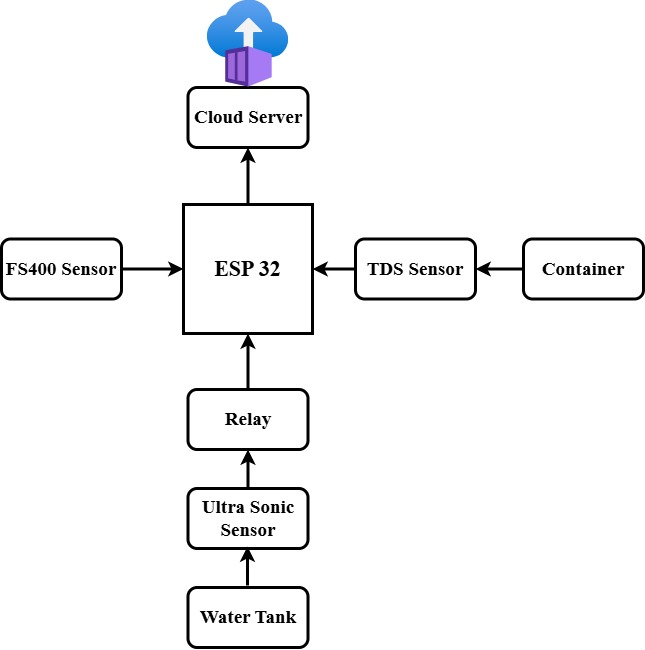 Cloud Server
FS400 Sensor
ESP 32
TDS Sensor
Container
Relay
Ultra Sonic
Sensor
Water Tank